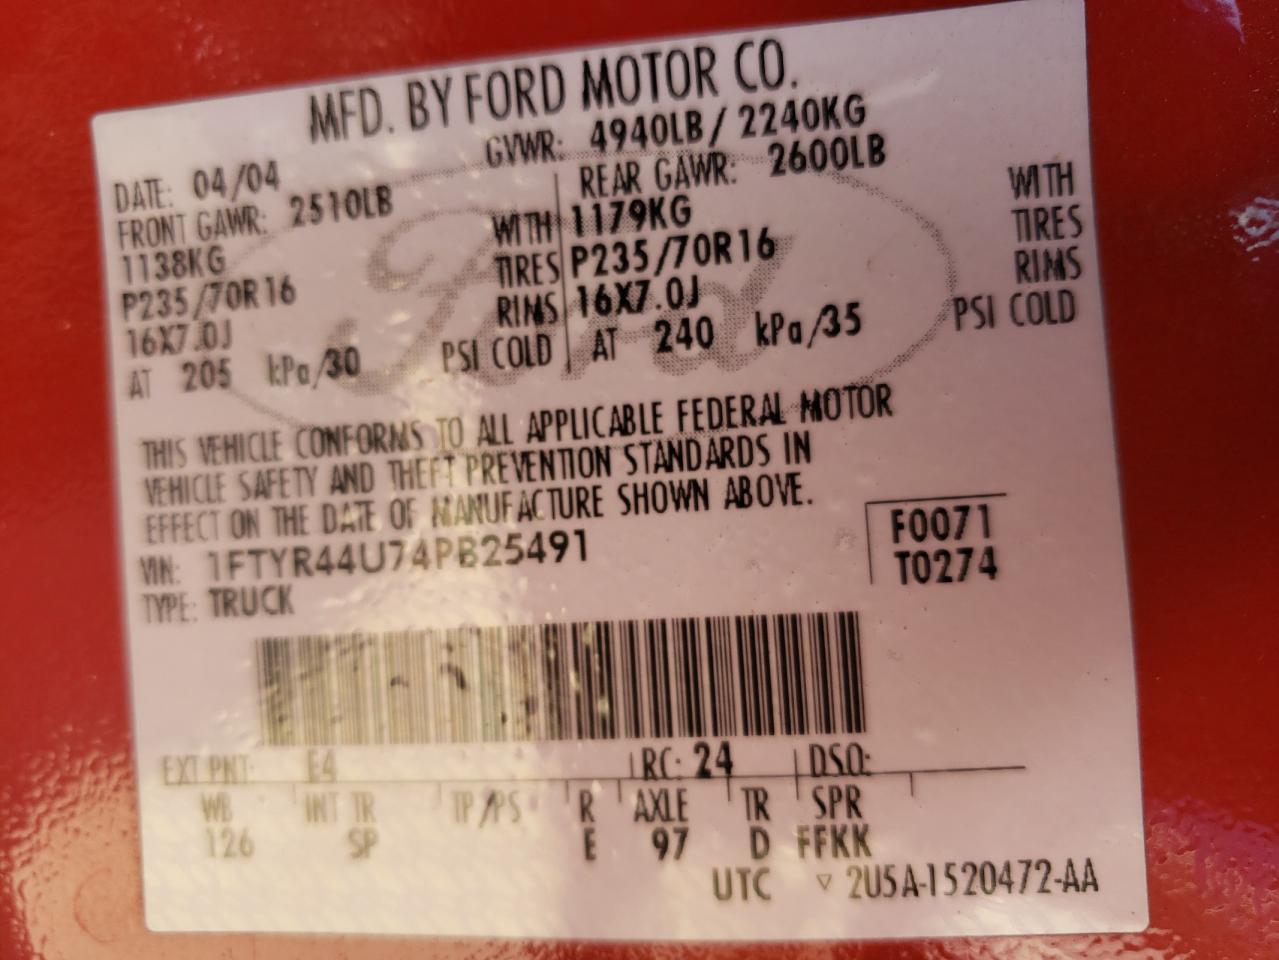 MFD. BY FORD MOTOR CO.
DATE: 04/04 GVWR: 4940LB / 2240KG
FRONT GAWR: 2510LB REAR GAWR: 2600LB
1138KG WITH 1179KG WITH
P235/70R16 TIRES P235/70R16 TIRES
16X7.0J RIMS 16X7.0J RIMS
AT 205 kPa/30 PSI COLD AT 240 kPa/35 PSI COLD
Ford
THIS VEHICLE CONFORMS TO ALL APPLICABLE FEDERAL MOTOR
VEHICLE SAFETY AND THEFT PREVENTION STANDARDS IN
EFFECT ON THE DATE OF MANUFACTURE SHOWN ABOVE.
VIN: 1FTYR44U74PB25491
TYPE: TRUCK
F0071
T0274
EXT PNT: E4 RC: 24 DSO:
WB INT TR TP/PS R AXLE TR SPR
126 SP E 97 D FFKK
UTC ▽ 2U5A-1520472-AA